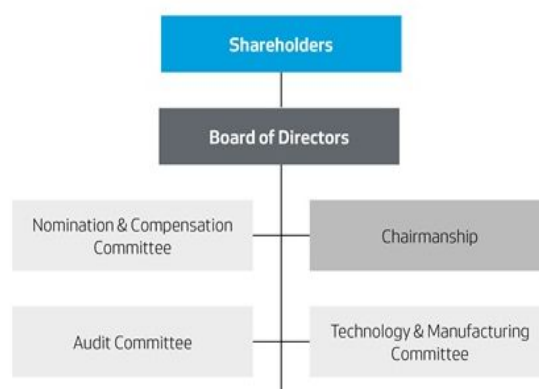 Shareholders
Board of Directors
Nomination & Compensation
Committee
Chairmanship
Audit Committee
Technology & Manufacturing
Committee